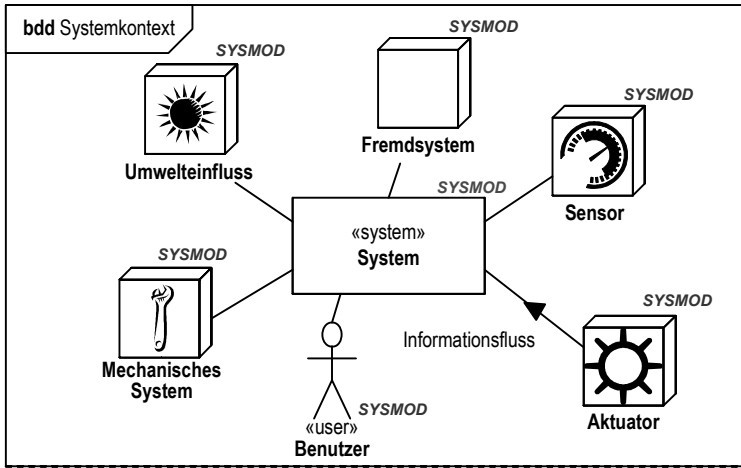 bdd Systemkontext
SYSMOD
Umwelteinfluss
SYSMOD
Fremdsystem
SYSMOD
Sensor
SYSMOD
«system»
System
SYSMOD
Mechanisches
System
Informationsfluss
SYSMOD
Aktuator
«user»
Benutzer
SYSMOD